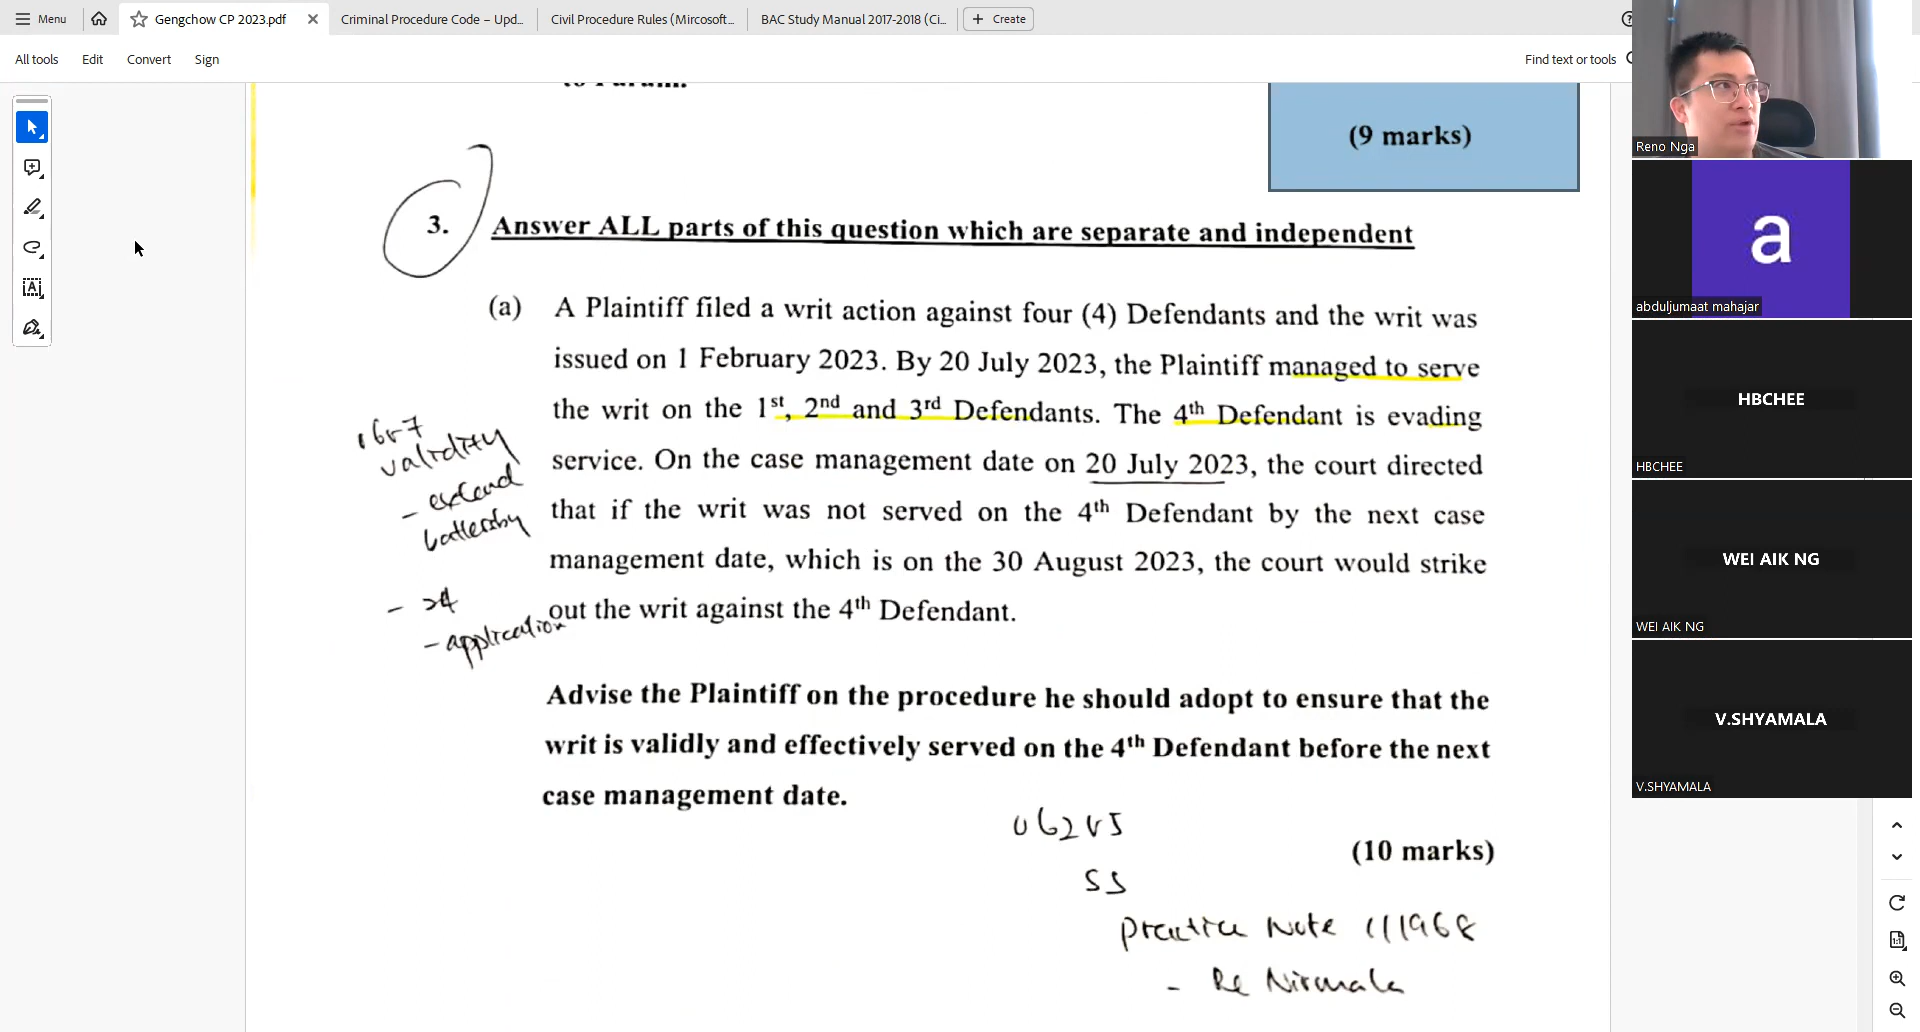 Menu
Gengchow CP 2023.pdf
Criminal Procedure Code – Upd...
Civil Procedure Rules (Mircosoft...
BAC Study Manual 2017-2018 (Ci...
Create
All tools
Edit
Convert
Sign
Find text or tools
(9 marks)
3. Answer ALL parts of this question which are separate and independent
(a) A Plaintiff filed a writ action against four (4) Defendants and the writ was
issued on 1 February 2023. By 20 July 2023, the Plaintiff managed to serve
the writ on the 1st, 2nd and 3rd Defendants. The 4th Defendant is evading
service. On the case management date on 20 July 2023, the court directed
that if the writ was not served on the 4th Defendant by the next case
management date, which is on the 30 August 2023, the court would strike
out the writ against the 4th Defendant.
validity
- extend
battersby
- application
Advise the Plaintiff on the procedure he should adopt to ensure that the
writ is validly and effectively served on the 4th Defendant before the next
case management date.
(10 marks)
O62r5
SS
Practice Note 1/1968
- Re Nirmala
Reno Nga
a
abduljumaat mahajar
HBCHEE
HBCHEE
WEI AIK NG
WEI AIK NG
V.SHYAMALA
V.SHYAMALA